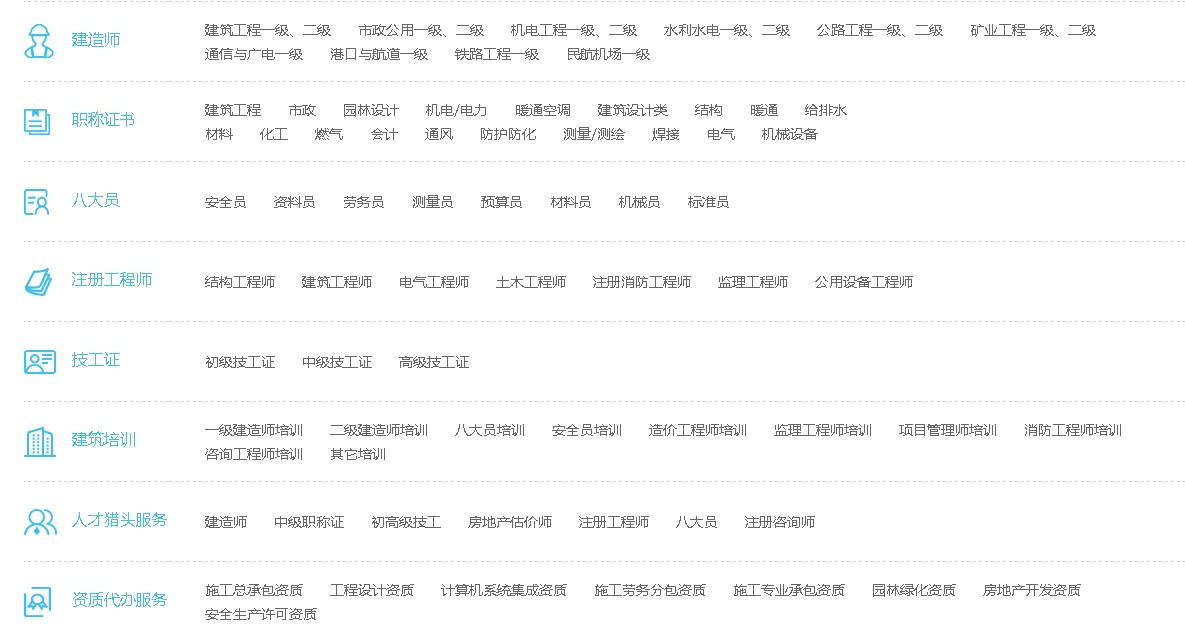 建造师
建筑工程一级、二级 市政公用一级、二级 机电工程一级、二级 水利水电一级、二级 公路工程一级、二级 矿业工程一级、二级
通信与广电一级 港口与航道一级 铁路工程一级 民航机场一级
职称证书
建筑工程 市政 园林设计 机电/电力 暖通空调 建筑设计类 结构 暖通 给排水
材料 化工 燃气 会计 通风 防护防化 测量/测绘 焊接 电气 机械设备
八大员
安全员 资料员 劳务员 测量员 预算员 材料员 机械员 标准员
注册工程师
结构工程师 建筑工程师 电气工程师 土木工程师 注册消防工程师 监理工程师 公用设备工程师
技工证
初级技工证 中级技工证 高级技工证
建筑培训
一级建造师培训 二级建造师培训 八大员培训 安全员培训 造价工程师培训 监理工程师培训 项目管理师培训 消防工程师培训
咨询工程师培训 其它培训
人才猎头服务
建造师 中级职称证 初高级技工 房地产估价师 注册工程师 八大员 注册咨询师
资质代办服务
施工总承包资质 工程设计资质 计算机系统集成资质 施工劳务分包资质 施工专业承包资质 园林绿化资质 房地产开发资质
安全生产许可资质